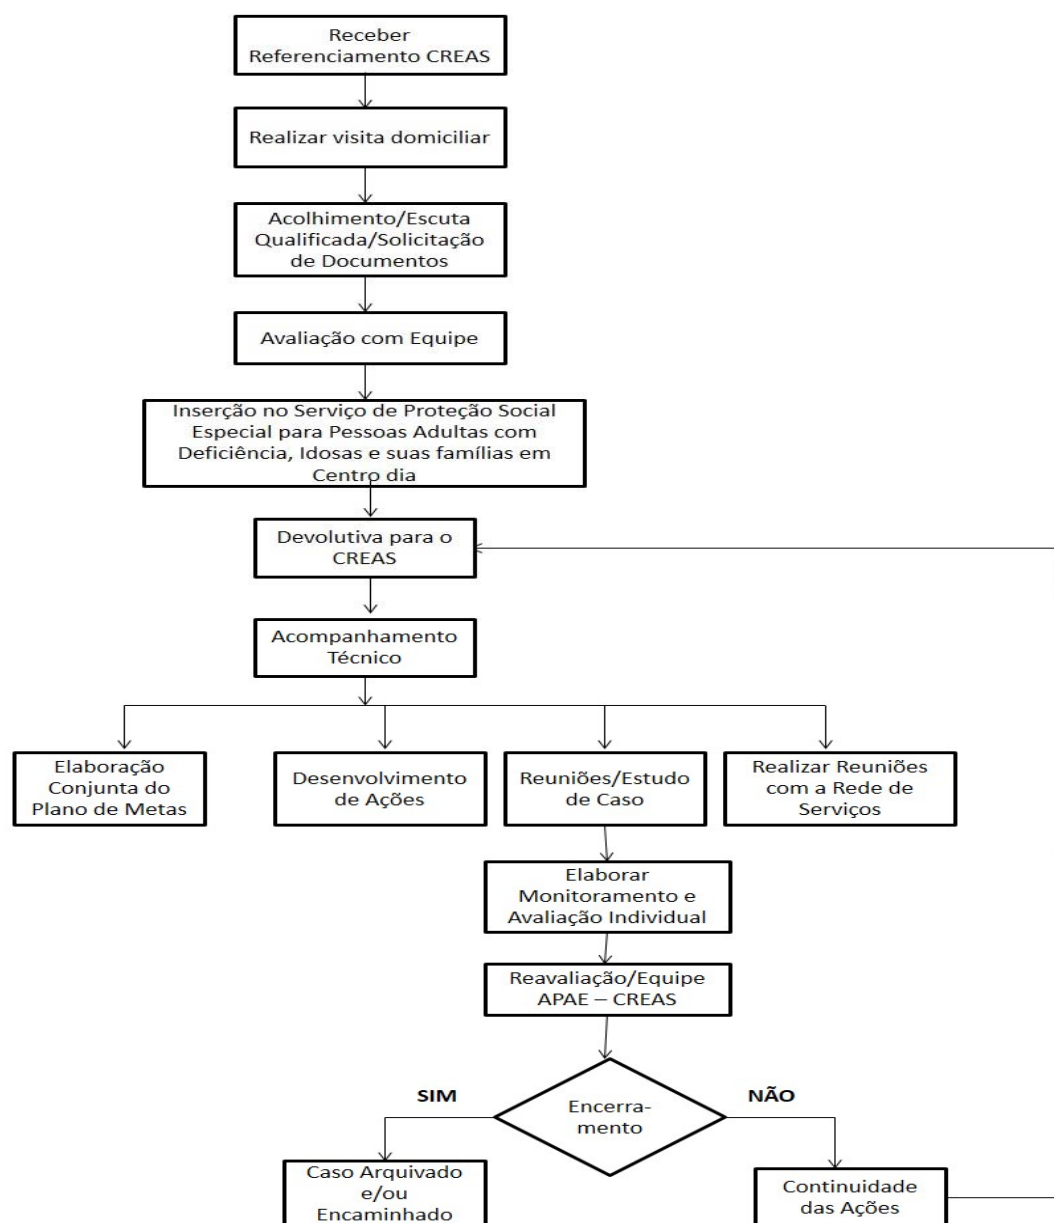 Receber
Referenciamento CREAS
Realizar visita domiciliar
Acolhimento/Escuta
Qualificada/Solicitação
de Documentos
Avaliação com Equipe
Inserção no Serviço de Proteção Social
Especial para Pessoas Adultas com
Deficiência, Idosas e suas famílias em
Centro dia
Devolutiva para o
CREAS
Acompanhamento
Técnico
Elaboração
Conjunta do
Plano de Metas
Desenvolvimento
de Ações
Reuniões/Estudo
de Caso
Realizar Reuniões
com a Rede de
Serviços
Elaborar
Monitoramento e
Avaliação Individual
Reavaliação/Equipe
APAE – CREAS
SIM
Encerra-
mento
NÃO
Caso Arquivado
e/ou
Encaminhado
Continuidade
das Ações